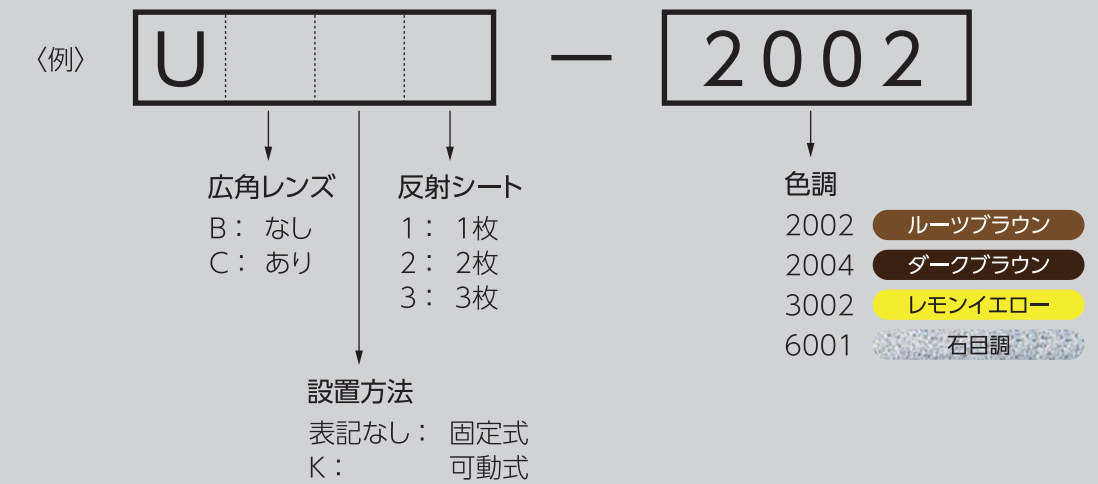 〈例〉 U — 2002
広角レンズ
B： なし
C： あり
反射シート
1： 1枚
2： 2枚
3： 3枚
設置方法
表記なし： 固定式
K： 可動式
色調
2002 ルーツブラウン
2004 ダークブラウン
3002 レモンイエロー
6001 石目調